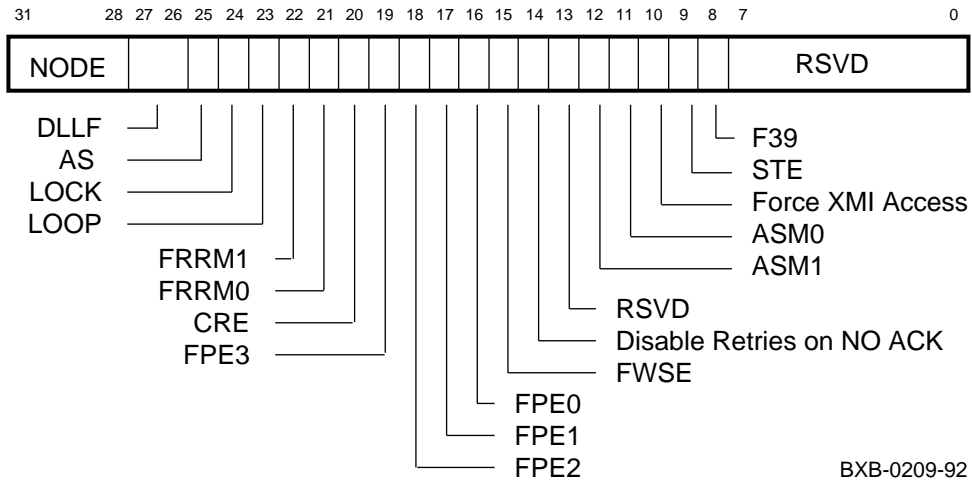 31 28 27 26 25 24 23 22 21 20 19 18 17 16 15 14 13 12 11 10 9 8 7 0
NODE RSVD
DLLF
AS
LOCK
LOOP
FRRM1
FRRM0
CRE
FPE3
FPE0
FPE1
FPE2
F39
STE
Force XMI Access
ASM0
ASM1
RSVD
Disable Retries on NO ACK
FWSE
BXB-0209-92